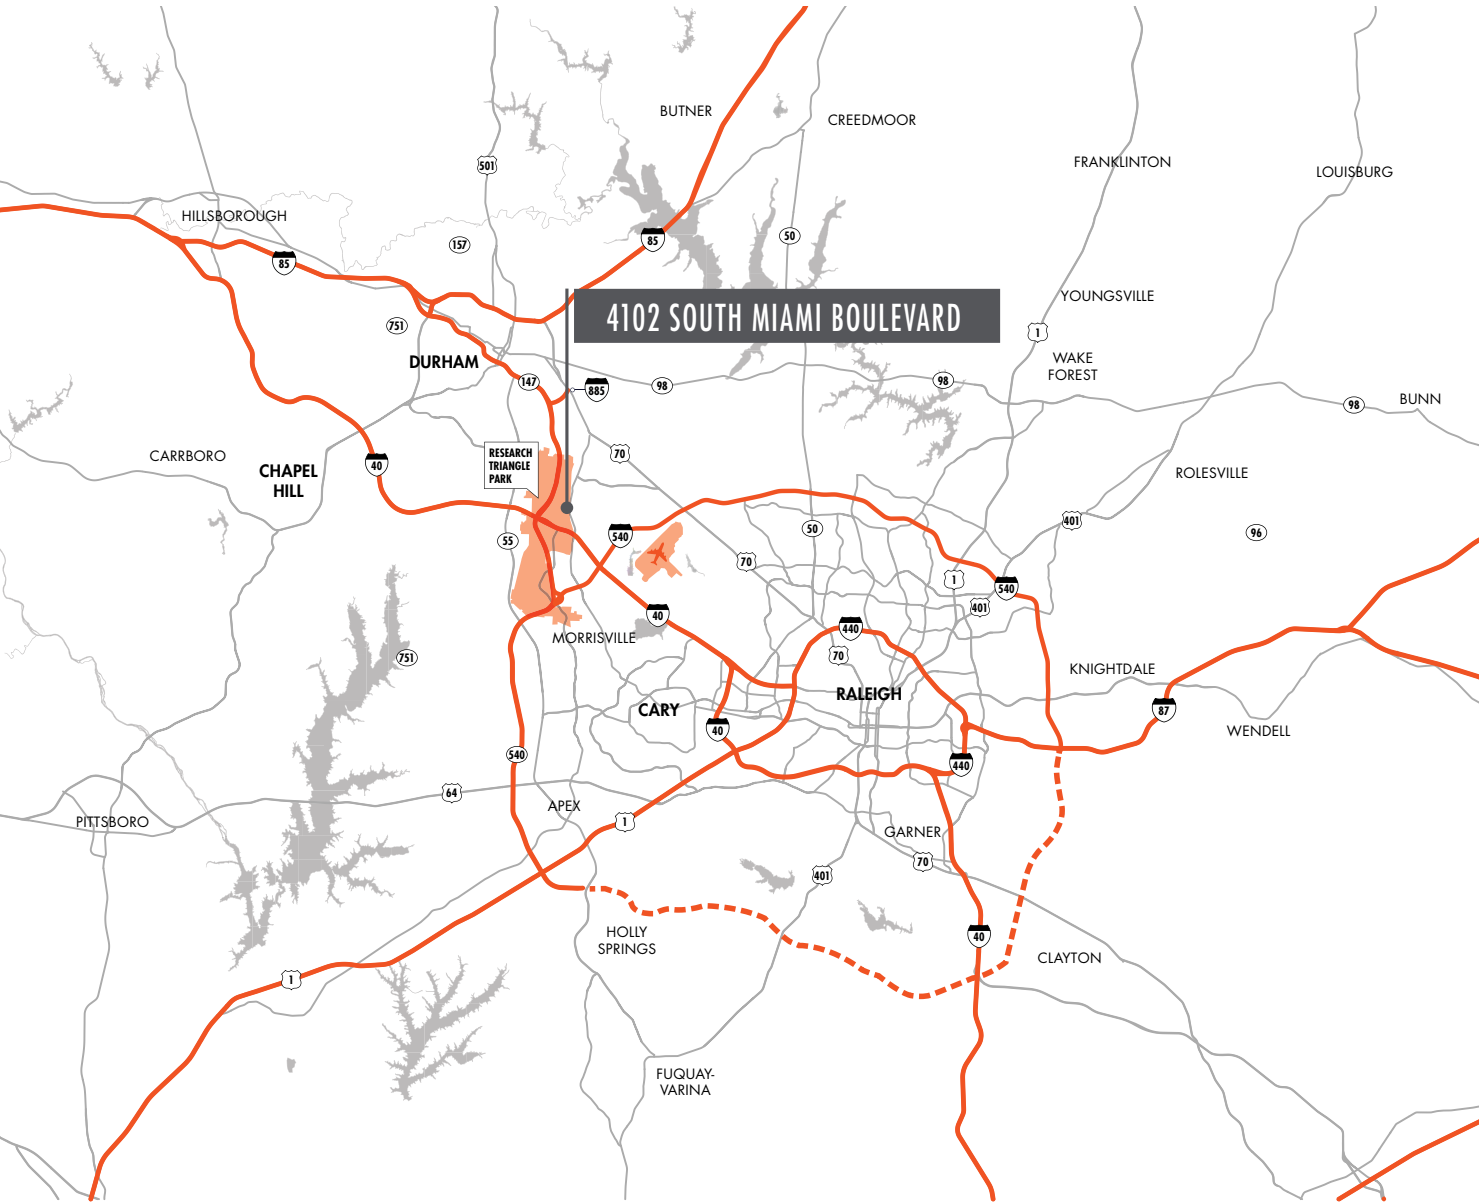 BUTNER
CREEDMOOR
501
FRANKLINTON
LOUISBURG
HILLSBOROUGH
157
85
50
85
YOUNGSVILLE
4102 SOUTH MIAMI BOULEVARD
751
1
DURHAM
WAKE
FOREST
147
885
98
98
98
BUNN
CARRBORO
RESEARCH
TRIANGLE
PARK
70
CHAPEL
HILL
40
ROLESVILLE
401
50
96
55
540
70
1
540
401
40
440
MORRISVILLE
70
751
KNIGHTDALE
RALEIGH
CARY
87
40
WENDELL
540
440
64
APEX
PITTSBORO
1
GARNER
70
401
HOLLY
SPRINGS
40
CLAYTON
1
FUQUAY-
VARINA